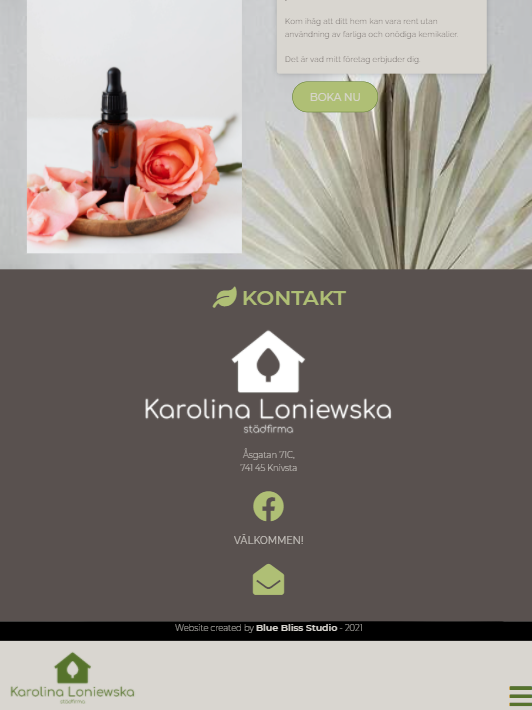 Kom ihåg att ditt hem kan vara rent utan
användning av farliga och onödiga kemikalier.
Det är vad mitt företag erbjuder dig.
BOKA NU
KONTAKT
Karolina Loniewska
städfirma
Åsgatan 71C,
741 45 Knivsta
VÄLKOMMEN!
Website created by Blue Bliss Studio - 2021
Karolina Loniewska
städfirma